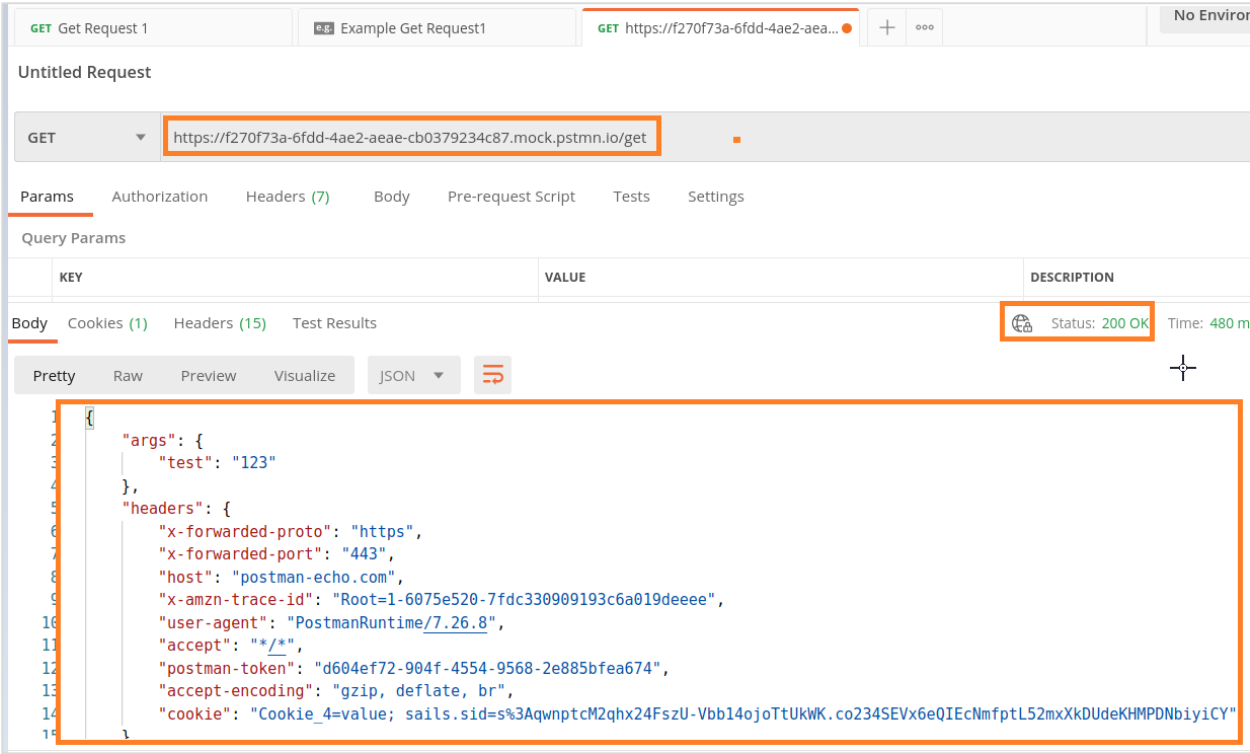 GET Get Request 1
e.g. Example Get Request1
GET https://f270f73a-6fdd-4ae2-aea...
No Environ
Untitled Request
GET
https://f270f73a-6fdd-4ae2-aeae-cb0379234c87.mock.pstmn.io/get
Params Authorization Headers (7) Body Pre-request Script Tests Settings
Query Params
KEY VALUE DESCRIPTION
Body Cookies (1) Headers (15) Test Results
Status: 200 OK Time: 480 m
Pretty Raw Preview Visualize JSON
1 {
2 "args": {
3 "test": "123"
4 },
5 "headers": {
6 "x-forwarded-proto": "https",
7 "x-forwarded-port": "443",
8 "host": "postman-echo.com",
9 "x-amzn-trace-id": "Root=1-6075e520-7fdc330909193c6a019deeee",
10 "user-agent": "PostmanRuntime/7.26.8",
11 "accept": "*/*",
12 "postman-token": "d604ef72-904f-4554-9568-2e885bfea674",
13 "accept-encoding": "gzip, deflate, br",
14 "cookie": "Cookie_4=value; sails.sid=s%3AqwnptcM2qhx24FszU-Vbb14ojoTtUkWK.co234SEVx6eQIEcNmfptL52mxXkDUdeKHMPDNbiyiCY"
15 }